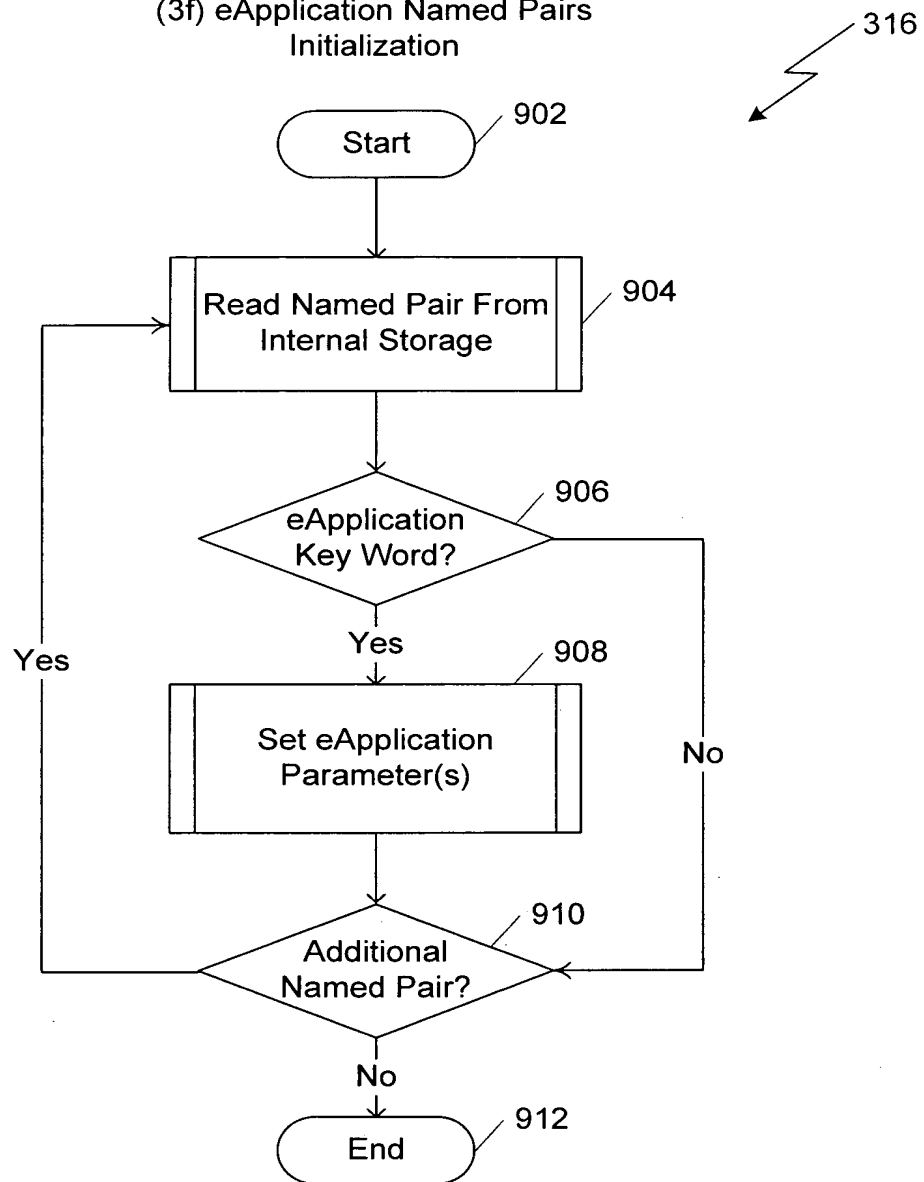 (3f) eApplication Named Pairs
Initialization
316
Start
902
Read Named Pair From
Internal Storage
904
eApplication
Key Word?
906
Yes
908
Yes
Set eApplication
Parameter(s)
No
910
Additional
Named Pair?
No
End
912